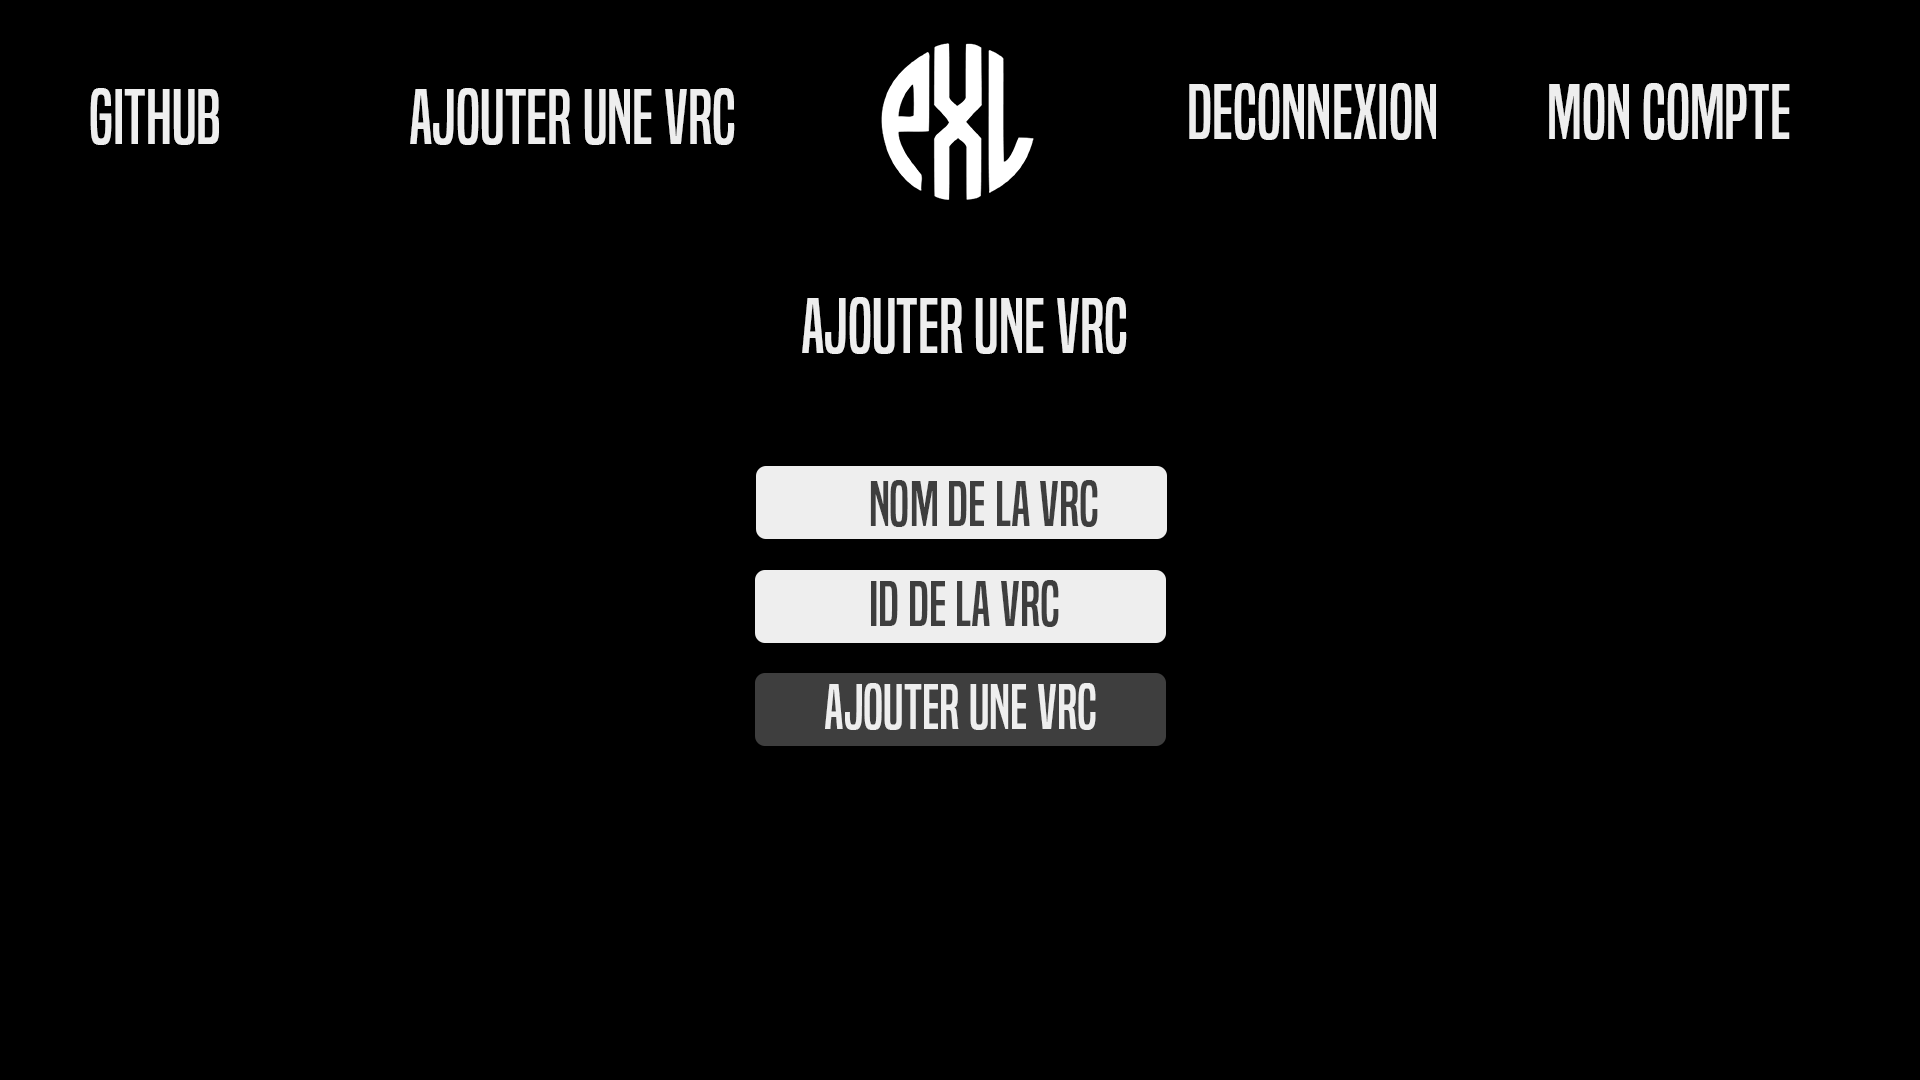 GITHUB
AJOUTER UNE VRC
PXL
DECONNEXION
MON COMPTE
AJOUTER UNE VRC
NOM DE LA VRC
ID DE LA VRC
AJOUTER UNE VRC